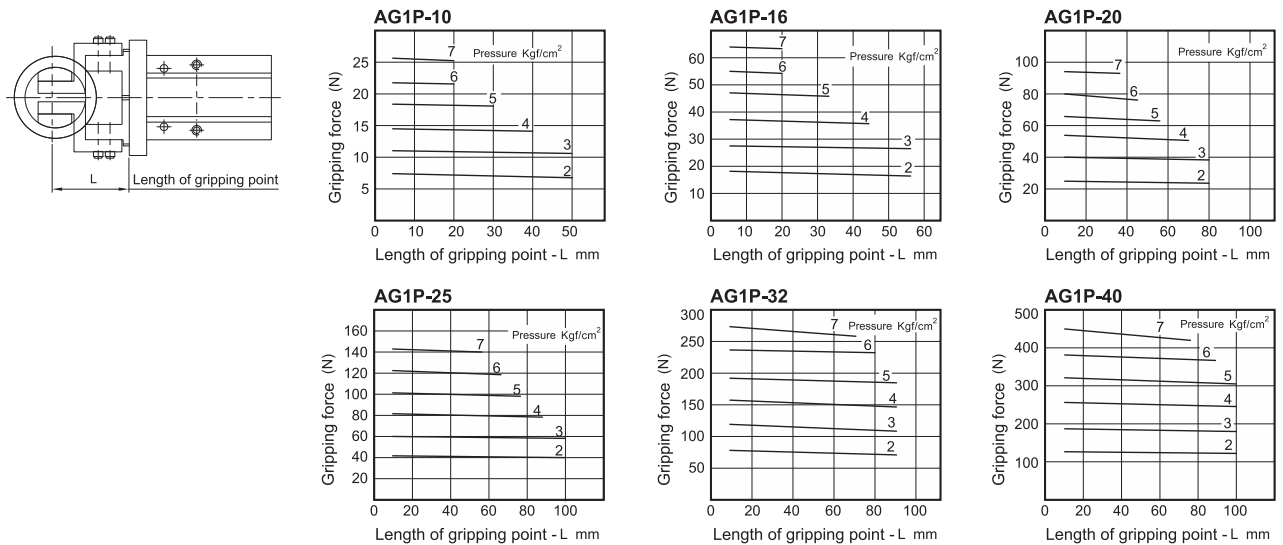 L
Length of gripping point
AG1P-10
Gripping force (N)
Pressure Kgf/cm²
25
20
15
10
5
7
6
5
4
3
2
0 10 20 30 40 50
Length of gripping point - L mm
AG1P-16
Gripping force (N)
Pressure Kgf/cm²
60
50
40
30
20
10
7
6
5
4
3
2
0 10 20 30 40 50 60
Length of gripping point - L mm
AG1P-20
Gripping force (N)
Pressure Kgf/cm²
100
80
60
40
20
7
6
5
4
3
2
0 20 40 60 80 100
Length of gripping point - L mm
AG1P-25
Gripping force (N)
Pressure Kgf/cm²
160
140
120
100
80
60
40
20
7
6
5
4
3
2
0 20 40 60 80 100
Length of gripping point - L mm
AG1P-32
Gripping force (N)
Pressure Kgf/cm²
300
250
200
150
100
50
7
6
5
4
3
2
0 20 40 60 80 100
Length of gripping point - L mm
AG1P-40
Gripping force (N)
Pressure Kgf/cm²
500
400
300
200
100
7
6
5
4
3
2
0 20 40 60 80 100
Length of gripping point - L mm